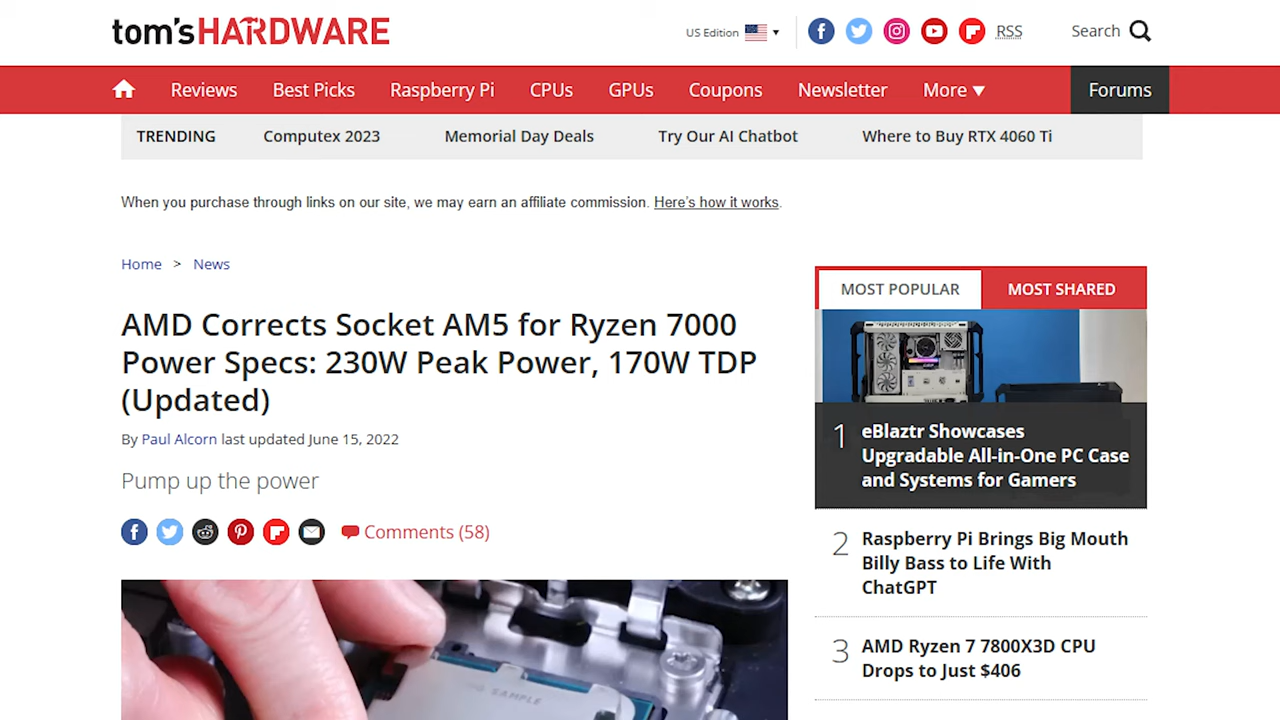 tom'sHARDWARE
US Edition
RSS
Search
Reviews
Best Picks
Raspberry Pi
CPUs
GPUs
Coupons
Newsletter
More ▼
Forums
TRENDING
Computex 2023
Memorial Day Deals
Try Our AI Chatbot
Where to Buy RTX 4060 Ti
When you purchase through links on our site, we may earn an affiliate commission. Here's how it works.
Home > News
AMD Corrects Socket AM5 for Ryzen 7000
Power Specs: 230W Peak Power, 170W TDP
(Updated)
By Paul Alcorn last updated June 15, 2022
Pump up the power
Comments (58)
SAMPLE
MOST POPULAR
MOST SHARED
1
eBlaztr Showcases
Upgradable All-in-One PC Case
and Systems for Gamers
2
Raspberry Pi Brings Big Mouth
Billy Bass to Life With
ChatGPT
3
AMD Ryzen 7 7800X3D CPU
Drops to Just $406